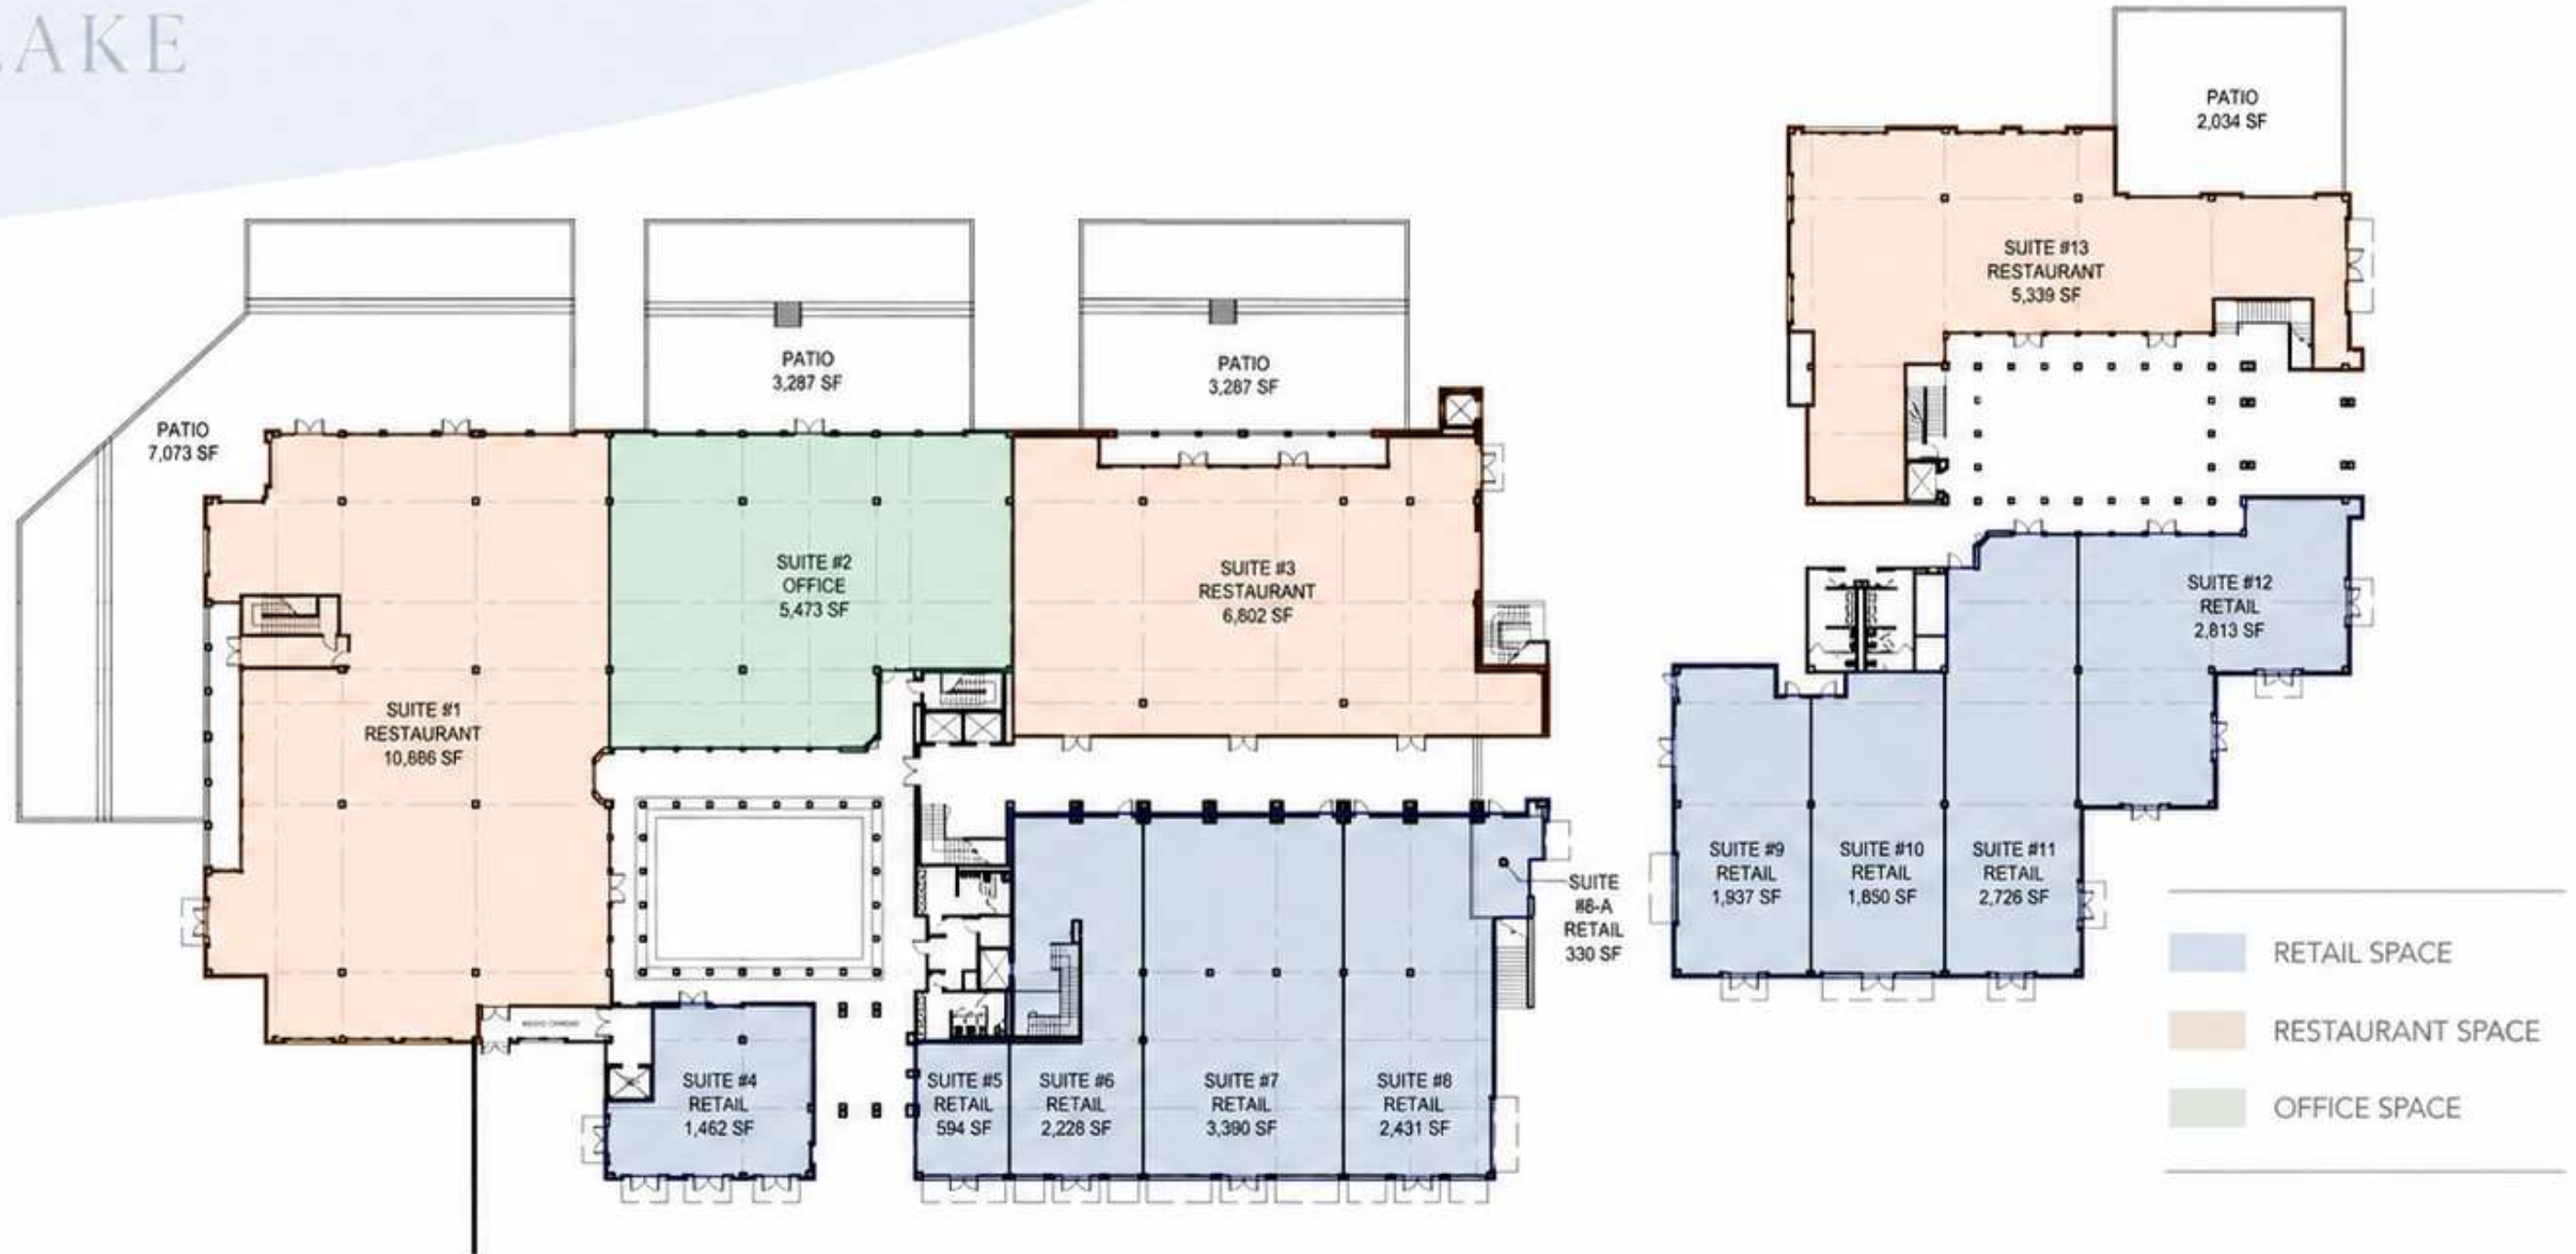 LAKE
PATIO
2,034 SF
SUITE #13
RESTAURANT
5,339 SF
PATIO
3,287 SF
PATIO
3,287 SF
PATIO
7,073 SF
SUITE #2
OFFICE
5,473 SF
SUITE #3
RESTAURANT
6,802 SF
SUITE #12
RETAIL
2,813 SF
SUITE #1
RESTAURANT
10,886 SF
SUITE #9
RETAIL
1,937 SF
SUITE #10
RETAIL
1,850 SF
SUITE #11
RETAIL
2,726 SF
SUITE
#8-A
RETAIL
330 SF
SUITE #4
RETAIL
1,462 SF
SUITE #5
RETAIL
594 SF
SUITE #6
RETAIL
2,228 SF
SUITE #7
RETAIL
3,390 SF
SUITE #8
RETAIL
2,431 SF
RETAIL SPACE
RESTAURANT SPACE
OFFICE SPACE